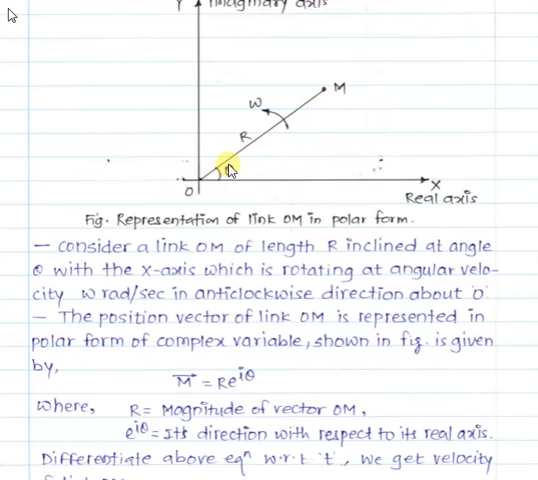 Y Imaginary axis
M
ω
R
O
X
Real axis
Fig. Representation of link OM in polar form.
— Consider a link OM of length R inclined at angle
θ with the x-axis which is rotating at angular velo-
city ω rad/sec in anticlockwise direction about 'O'
— The position vector of link OM is represented in
polar form of complex variable, shown in fig. is given
by,
M⃗ = Re^iθ
Where, R = Magnitude of vector OM,
e^iθ = Its direction with respect to its real axis.
Differentiate above eqn w.r.t 't', we get velocity